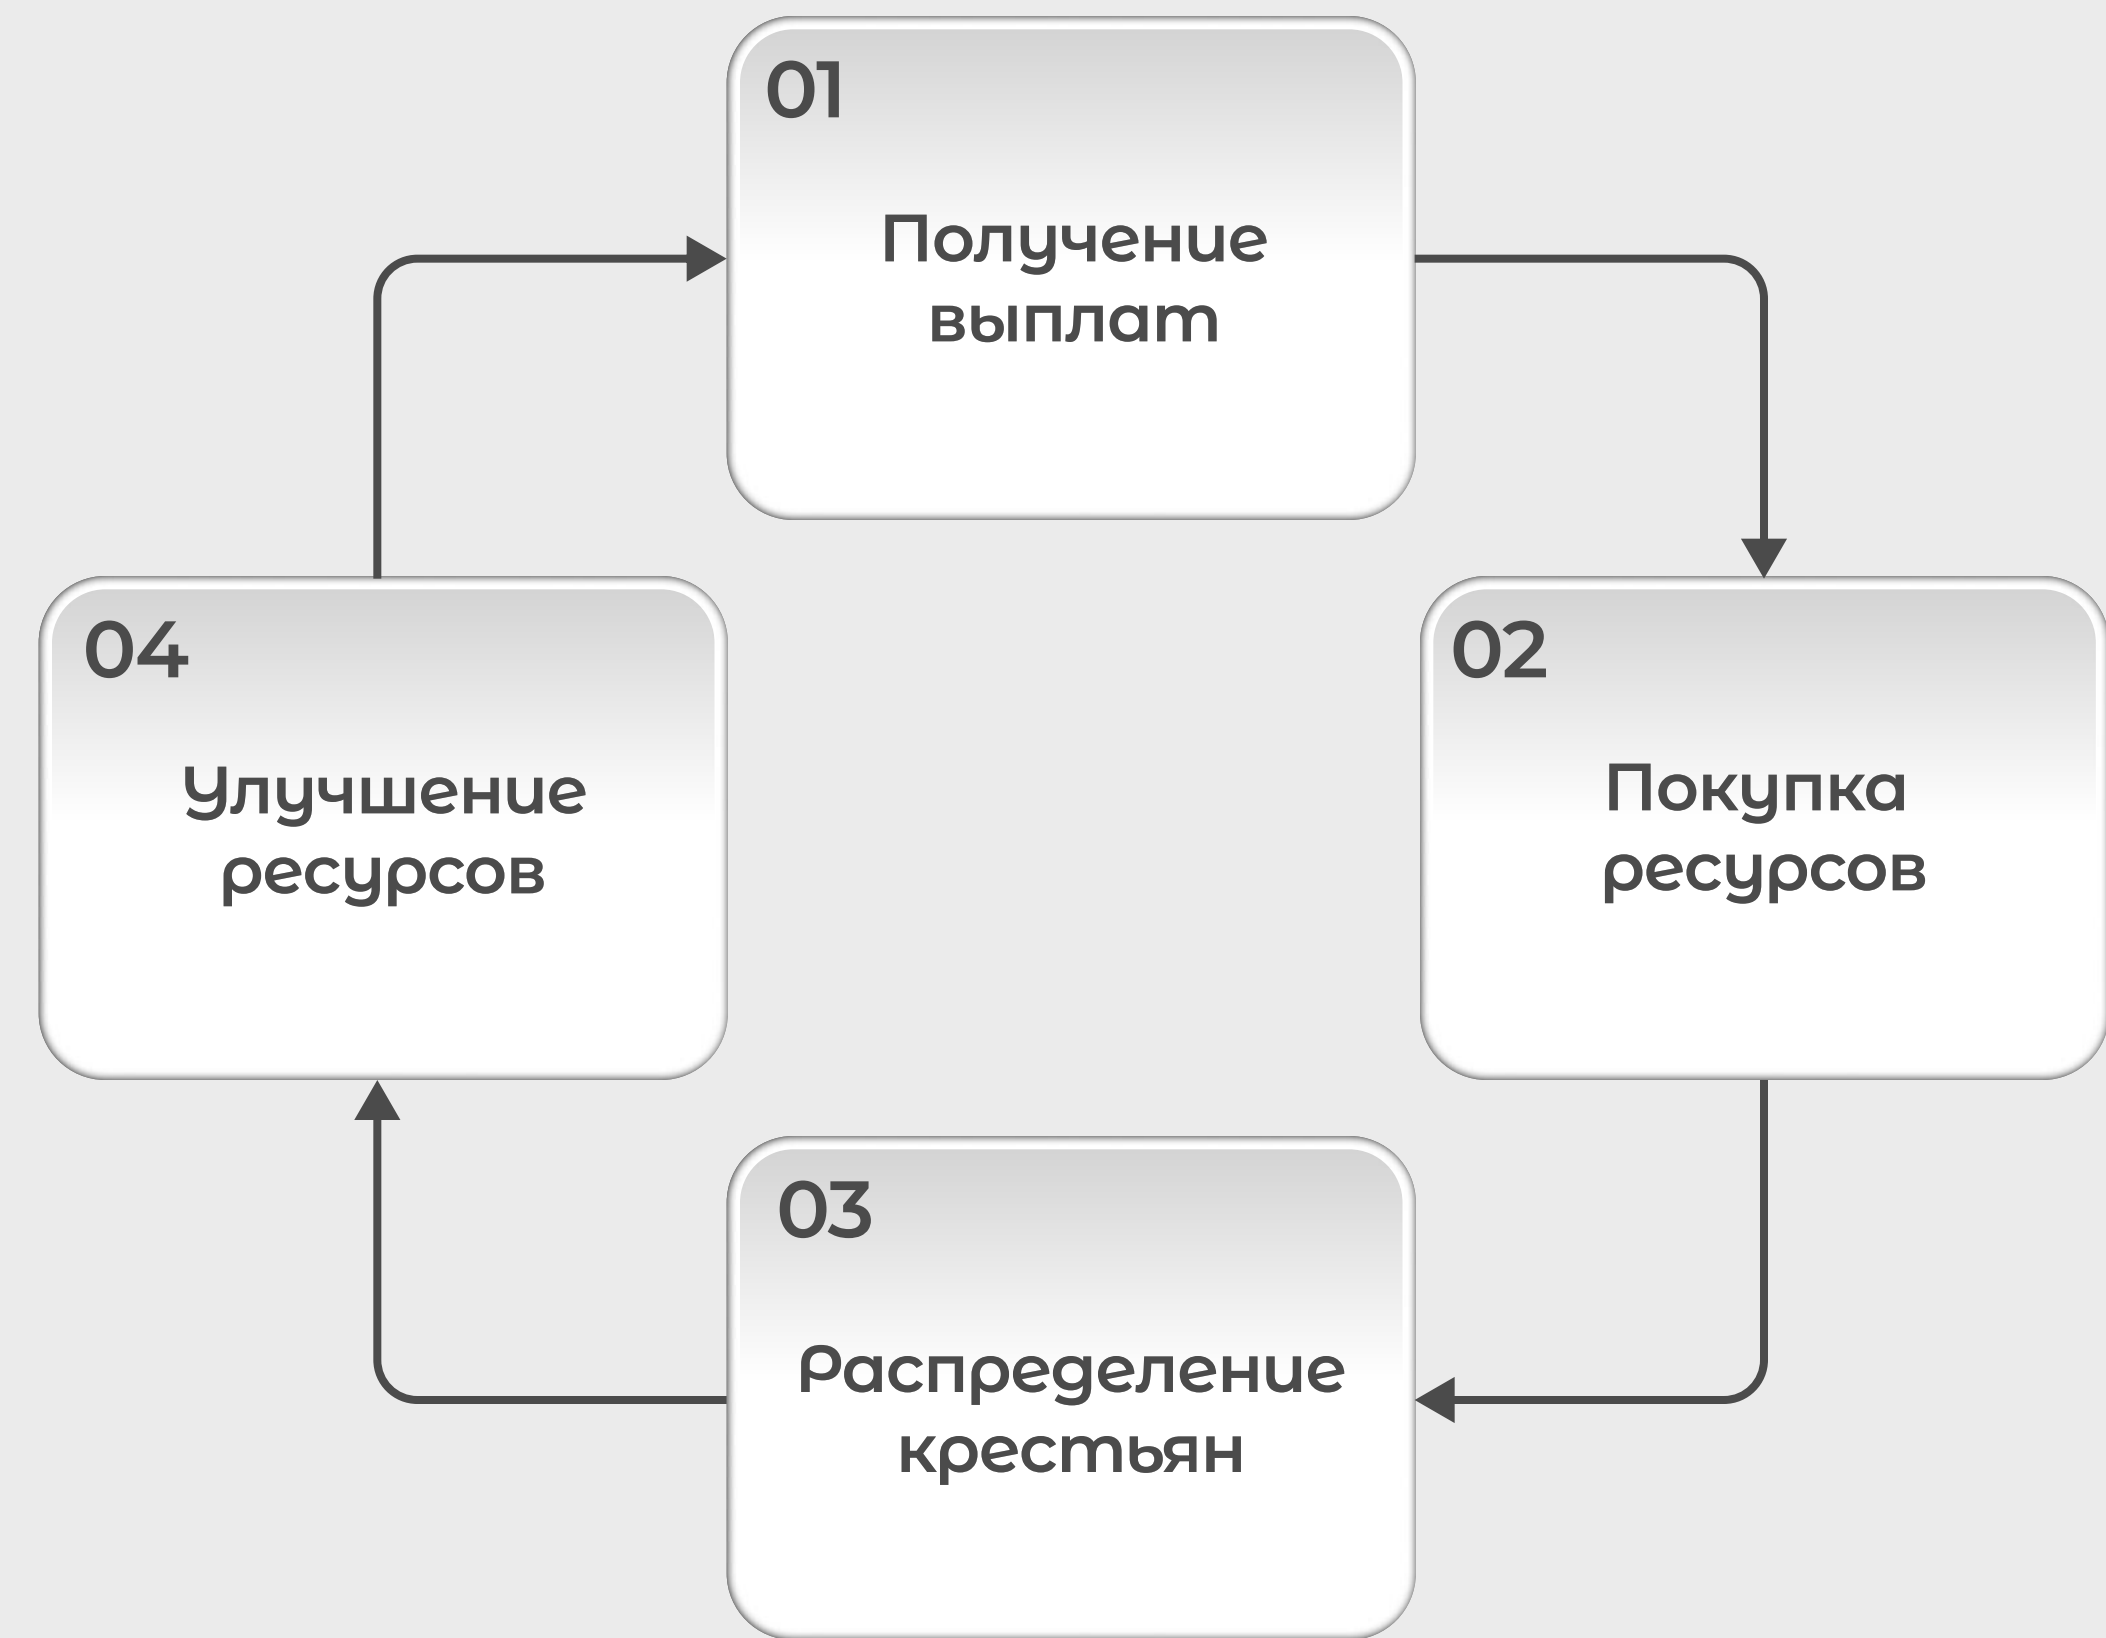 01
Получение
выплат
02
Покупка
ресурсов
03
Распределение
крестьян
04
Улучшение
ресурсов